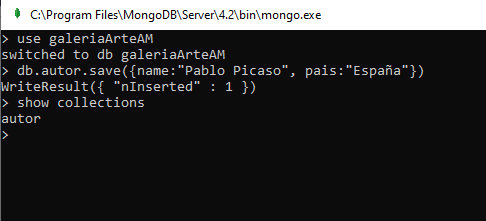 C:\Program Files\MongoDB\Server\4.2\bin\mongo.exe
> use galeriaArteAM
switched to db galeriaArteAM
> db.autor.save({name:"Pablo Picaso", pais:"España"})
WriteResult({ "nInserted" : 1 })
> show collections
autor
>